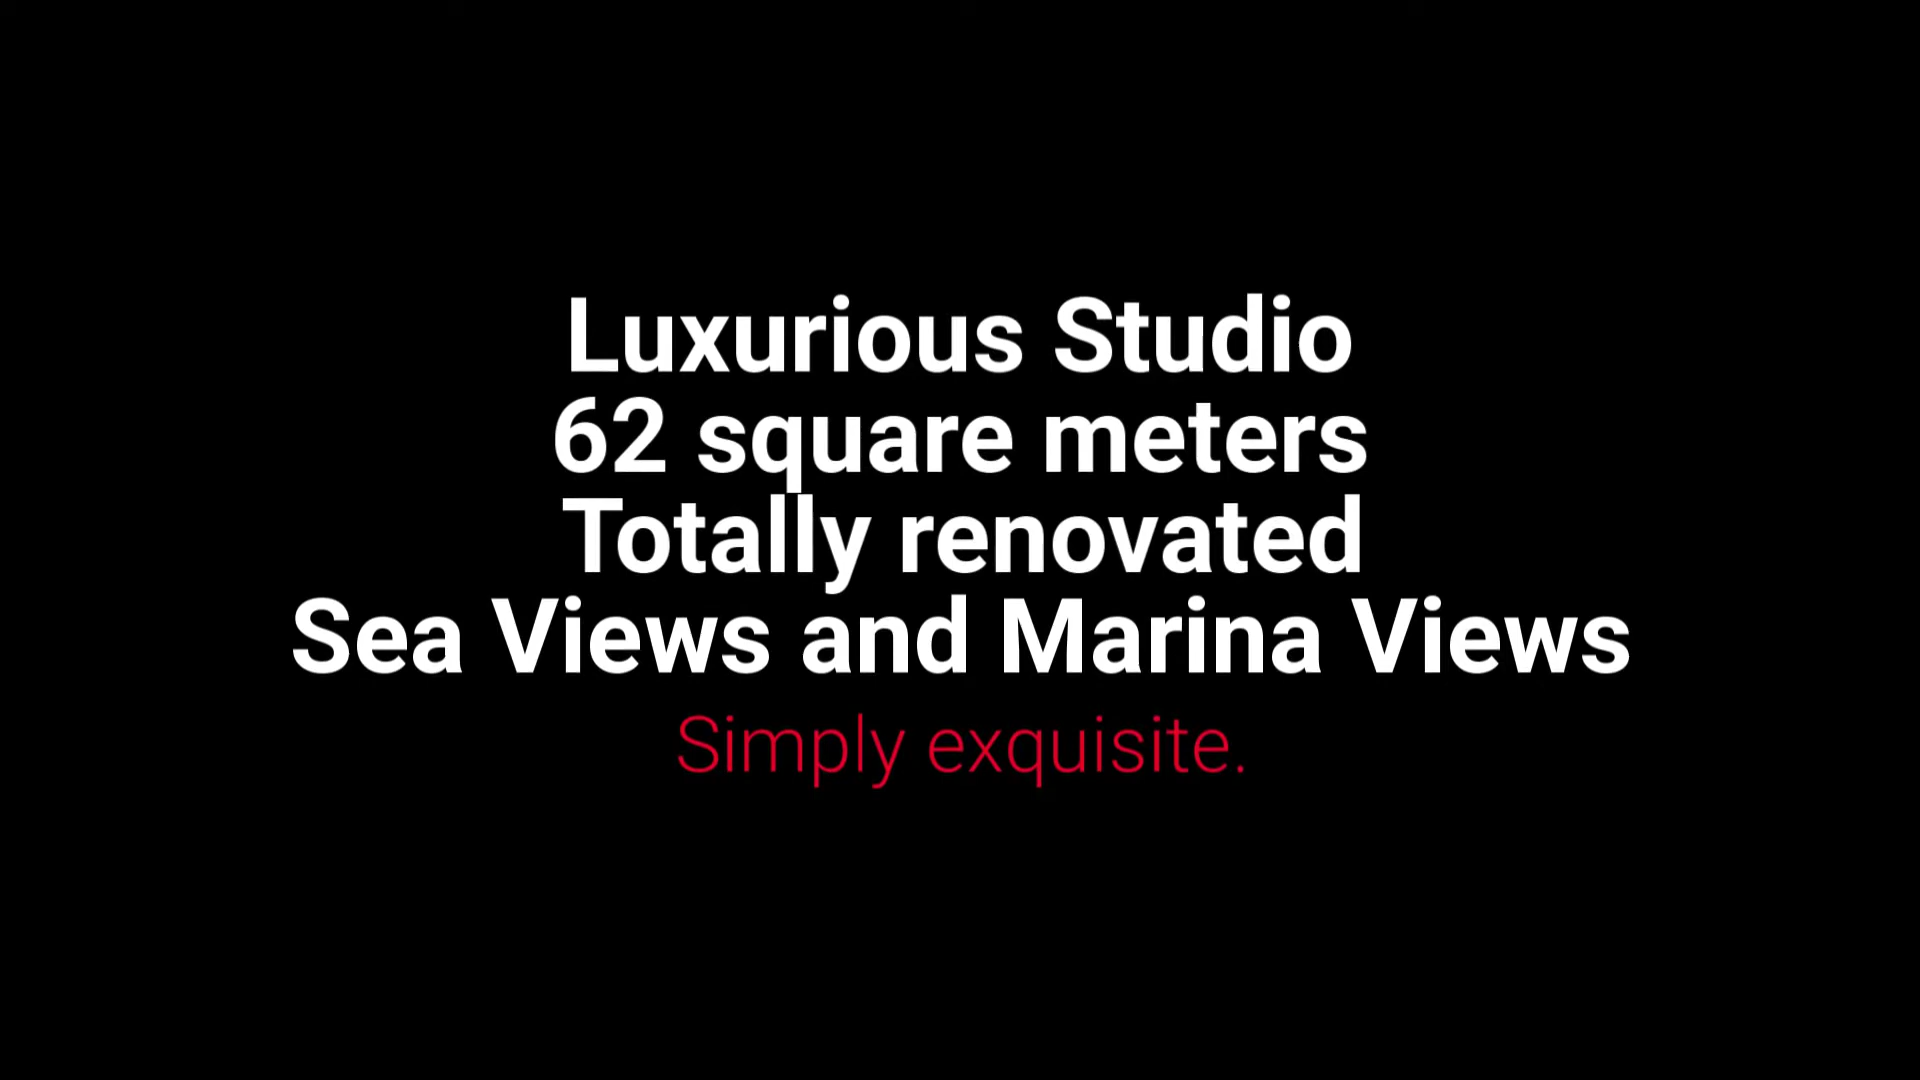 Luxurious Studio
62 square meters
Totally renovated
Sea Views and Marina Views
Simply exquisite.